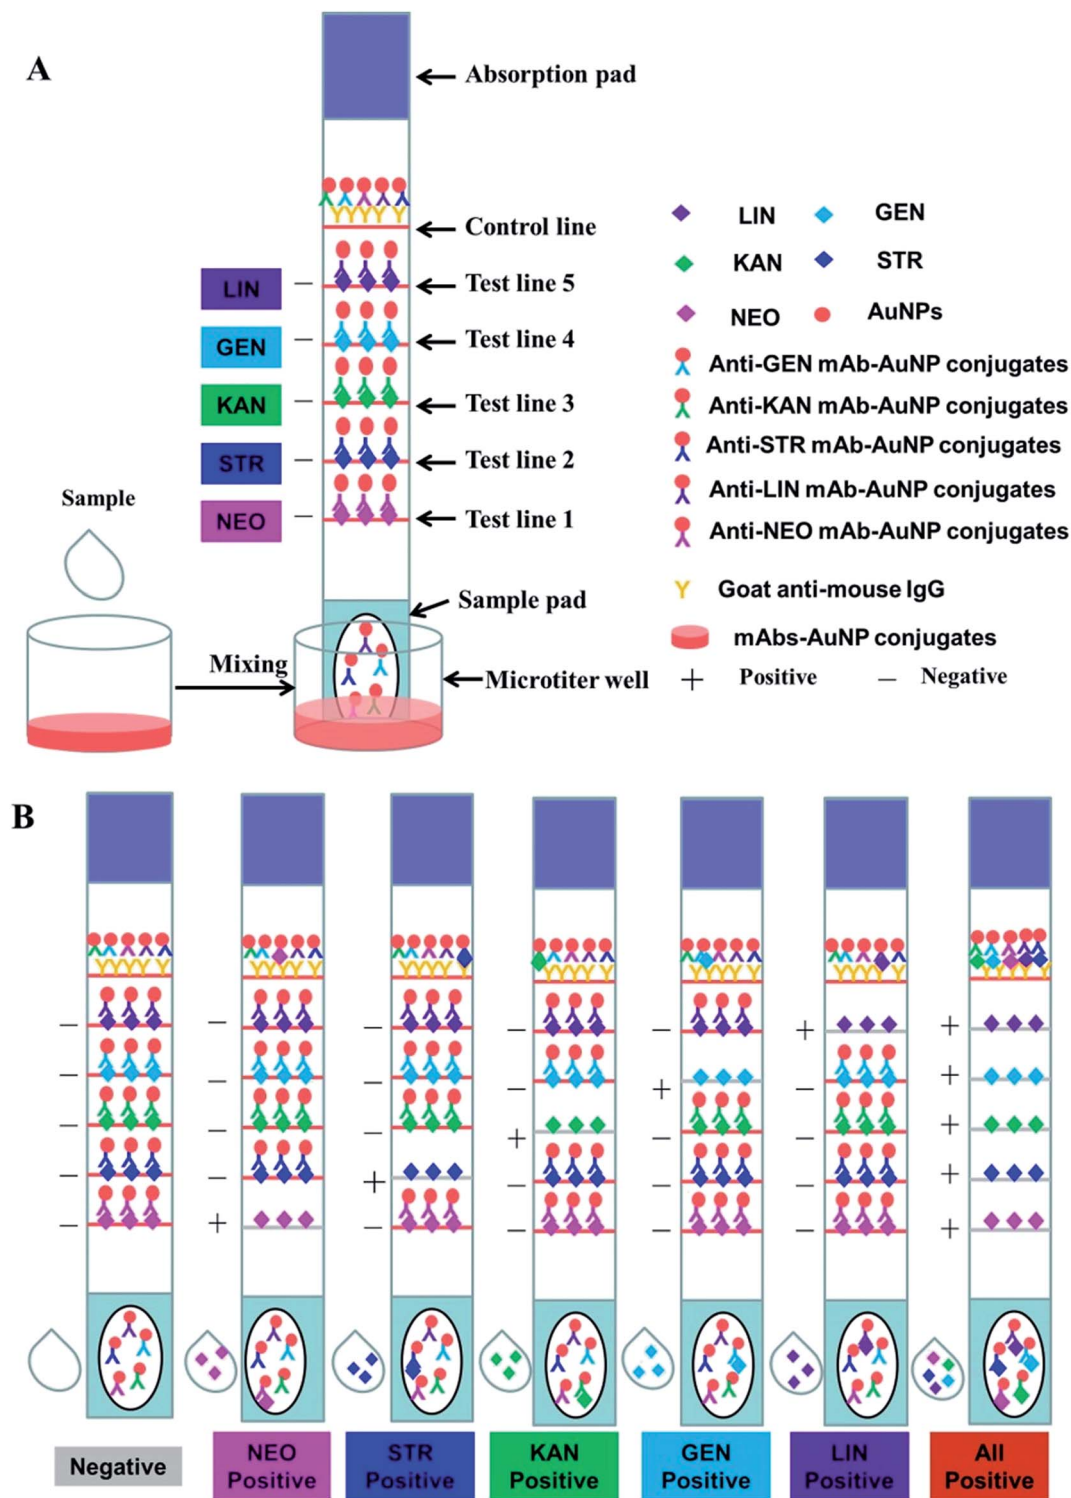 A
Absorption pad
Control line
LIN − Test line 5
GEN − Test line 4
KAN − Test line 3
STR − Test line 2
NEO − Test line 1
Sample
Sample pad
Mixing
Microtiter well
LIN GEN
KAN STR
NEO AuNPs
Anti-GEN mAb-AuNP conjugates
Anti-KAN mAb-AuNP conjugates
Anti-STR mAb-AuNP conjugates
Anti-LIN mAb-AuNP conjugates
Anti-NEO mAb-AuNP conjugates
Goat anti-mouse IgG
mAbs-AuNP conjugates
+ Positive − Negative
B
− − − − − + +
− − − − + − +
− − − + − − +
− − + − − − +
− + − − − − +
Negative
NEO
Positive
STR
Positive
KAN
Positive
GEN
Positive
LIN
Positive
All
Positive